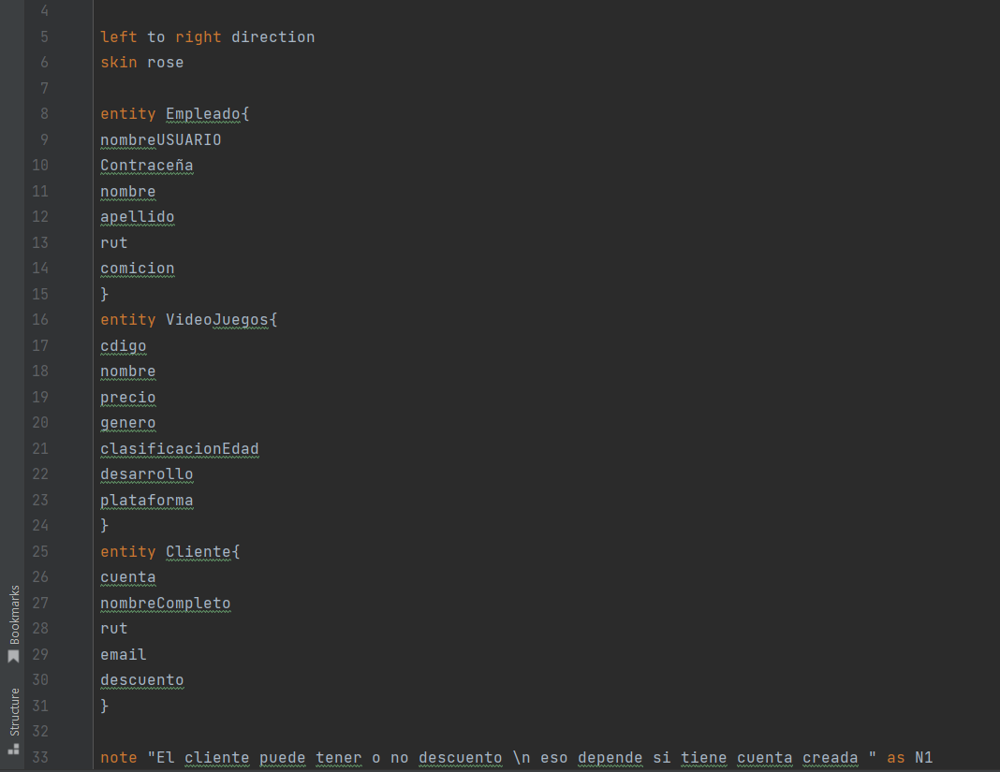 4
5 left to right direction
6 skin rose
7
8 entity Empleado{
9 nombreUSUARIO
10 Contraceña
11 nombre
12 apellido
13 rut
14 comicion
15 }
16 entity VideoJuegos{
17 cdigo
18 nombre
19 precio
20 genero
21 clasificacionEdad
22 desarrollo
23 plataforma
24 }
25 entity Cliente{
26 cuenta
27 nombreCompleto
28 rut
29 email
30 descuento
31 }
32
33 note "El cliente puede tener o no descuento \n eso depende si tiene cuenta creada " as N1
Bookmarks
Structure